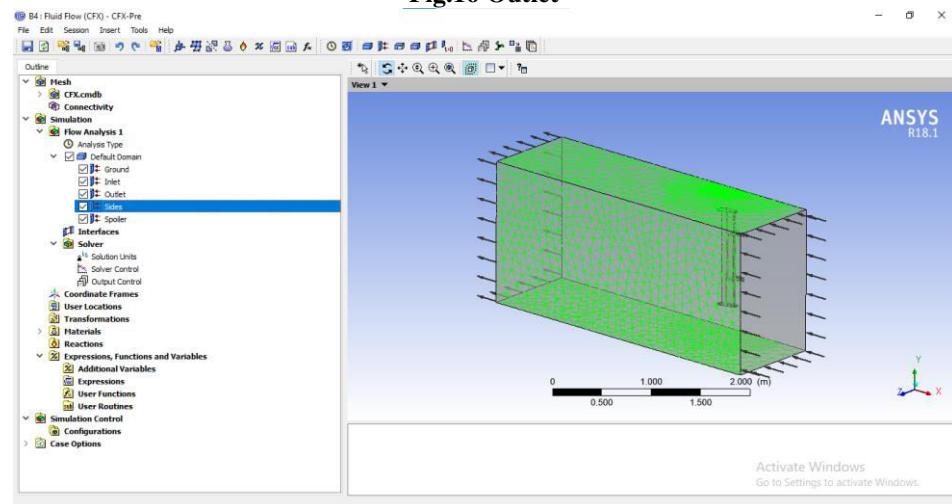 Fig.10 Outlet
B4 : Fluid Flow (CFX) - CFX-Pre
File Edit Session Insert Tools Help
Outline
Mesh
CFX.cmdb
Connectivity
Simulation
Flow Analysis 1
Analysis Type
Default Domain
Ground
Inlet
Outlet
Sides
Spoiler
Interfaces
Solver
Solution Units
Solver Control
Output Control
Coordinate Frames
User Locations
Transformations
Materials
Reactions
Expressions, Functions and Variables
Additional Variables
Expressions
User Functions
User Routines
Simulation Control
Configurations
Case Options
View 1
ANSYS
R18.1
0 1.000 2.000 (m)
0.500 1.500
Y
Z X
Activate Windows
Go to Settings to activate Windows.